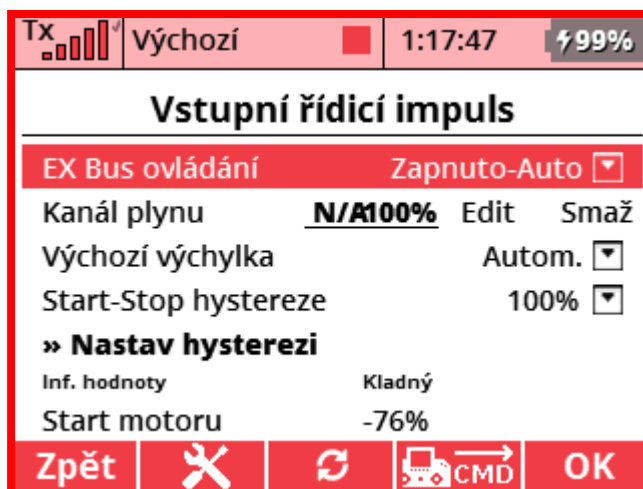 Tx Výchozí 1:17:47 99%
Vstupní řídicí impuls
EX Bus ovládání Zapnuto-Auto
Kanál plynu N/A100% Edit Smaž
Výchozí výchylka Autom.
Start-Stop hystereze 100%
» Nastav hysterezi
Inf. hodnoty Kladný
Start motoru -76%
Zpět CMD OK